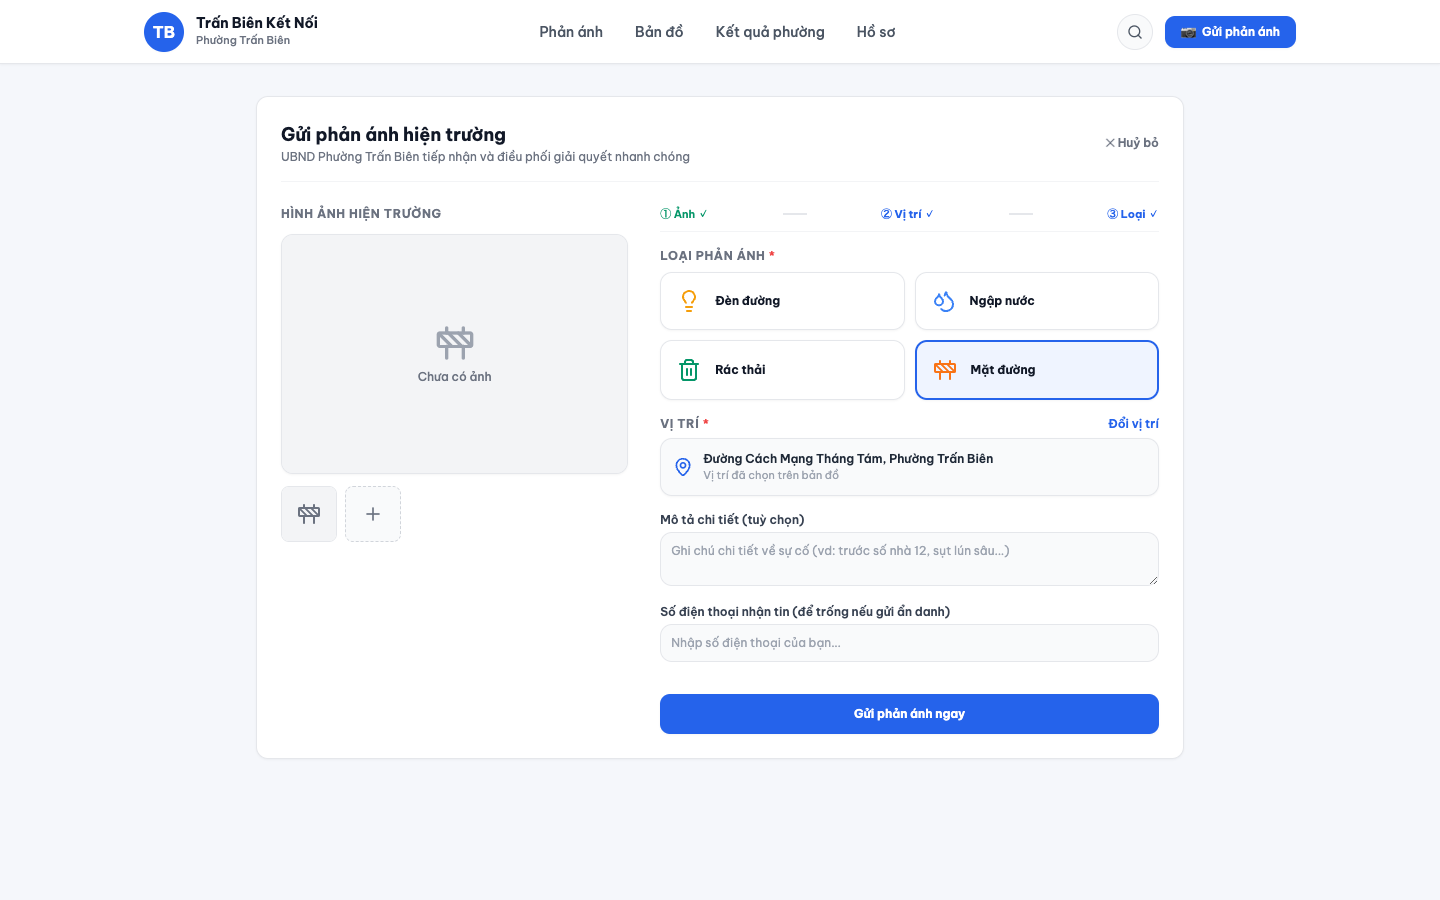 TB
Trấn Biên Kết Nối
Phường Trấn Biên
Phản ánh
Bản đồ
Kết quả phường
Hồ sơ
📷 Gửi phản ánh
Gửi phản ánh hiện trường
UBND Phường Trấn Biên tiếp nhận và điều phối giải quyết nhanh chóng
✕ Huỷ bỏ
HÌNH ẢNH HIỆN TRƯỜNG
Chưa có ảnh
① Ảnh ✓
② Vị trí ✓
③ Loại ✓
LOẠI PHẢN ÁNH *
Đèn đường
Ngập nước
Rác thải
Mặt đường
VỊ TRÍ *
Đổi vị trí
Đường Cách Mạng Tháng Tám, Phường Trấn Biên
Vị trí đã chọn trên bản đồ
Mô tả chi tiết (tuỳ chọn)
Ghi chú chi tiết về sự cố (vd: trước số nhà 12, sụt lún sâu...)
Số điện thoại nhận tin (để trống nếu gửi ẩn danh)
Nhập số điện thoại của bạn...
Gửi phản ánh ngay